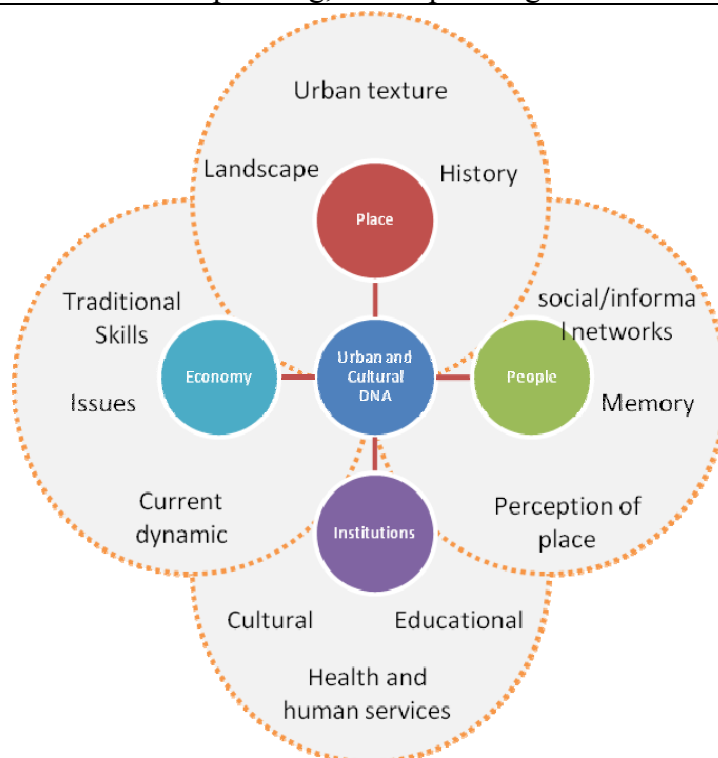 Urban texture
Landscape
History
Place
Traditional
Skills
social/informa
l networks
Economy
Urban and
Cultural
DNA
People
Issues
Memory
Current
dynamic
Perception of
place
Institutions
Cultural
Educational
Health and
human services